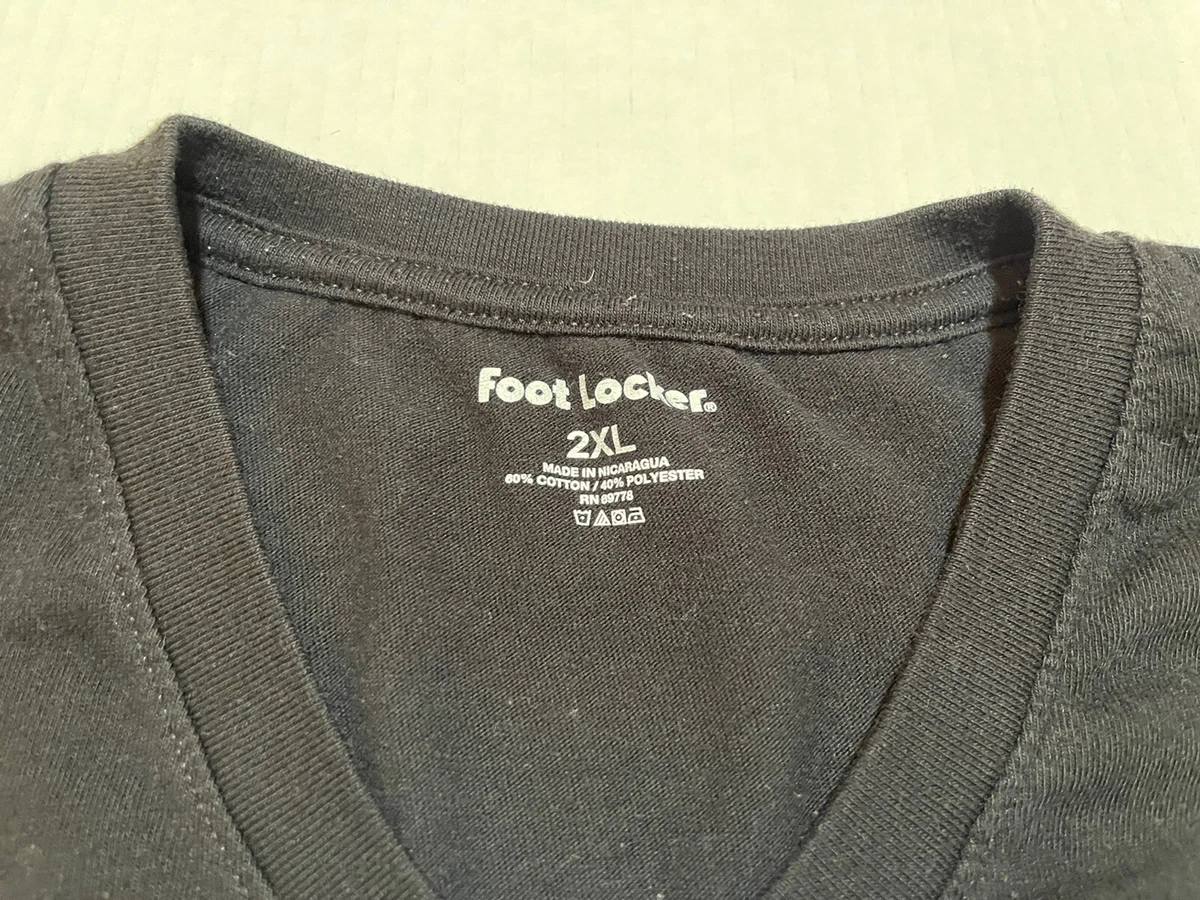 Foot Locker®
2XL
MADE IN NICARAGUA
60% COTTON / 40% POLYESTER
RN 69778